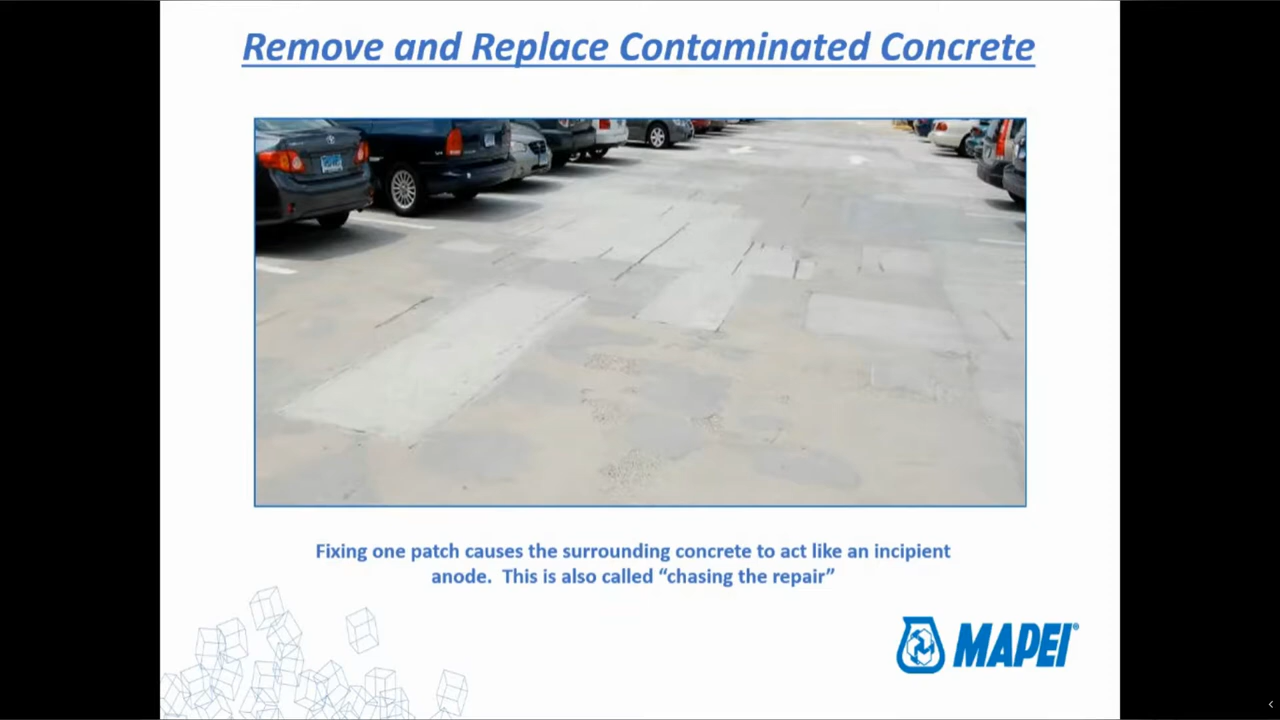 Remove and Replace Contaminated Concrete
Fixing one patch causes the surrounding concrete to act like an incipient
anode.  This is also called “chasing the repair”
MAPEI®